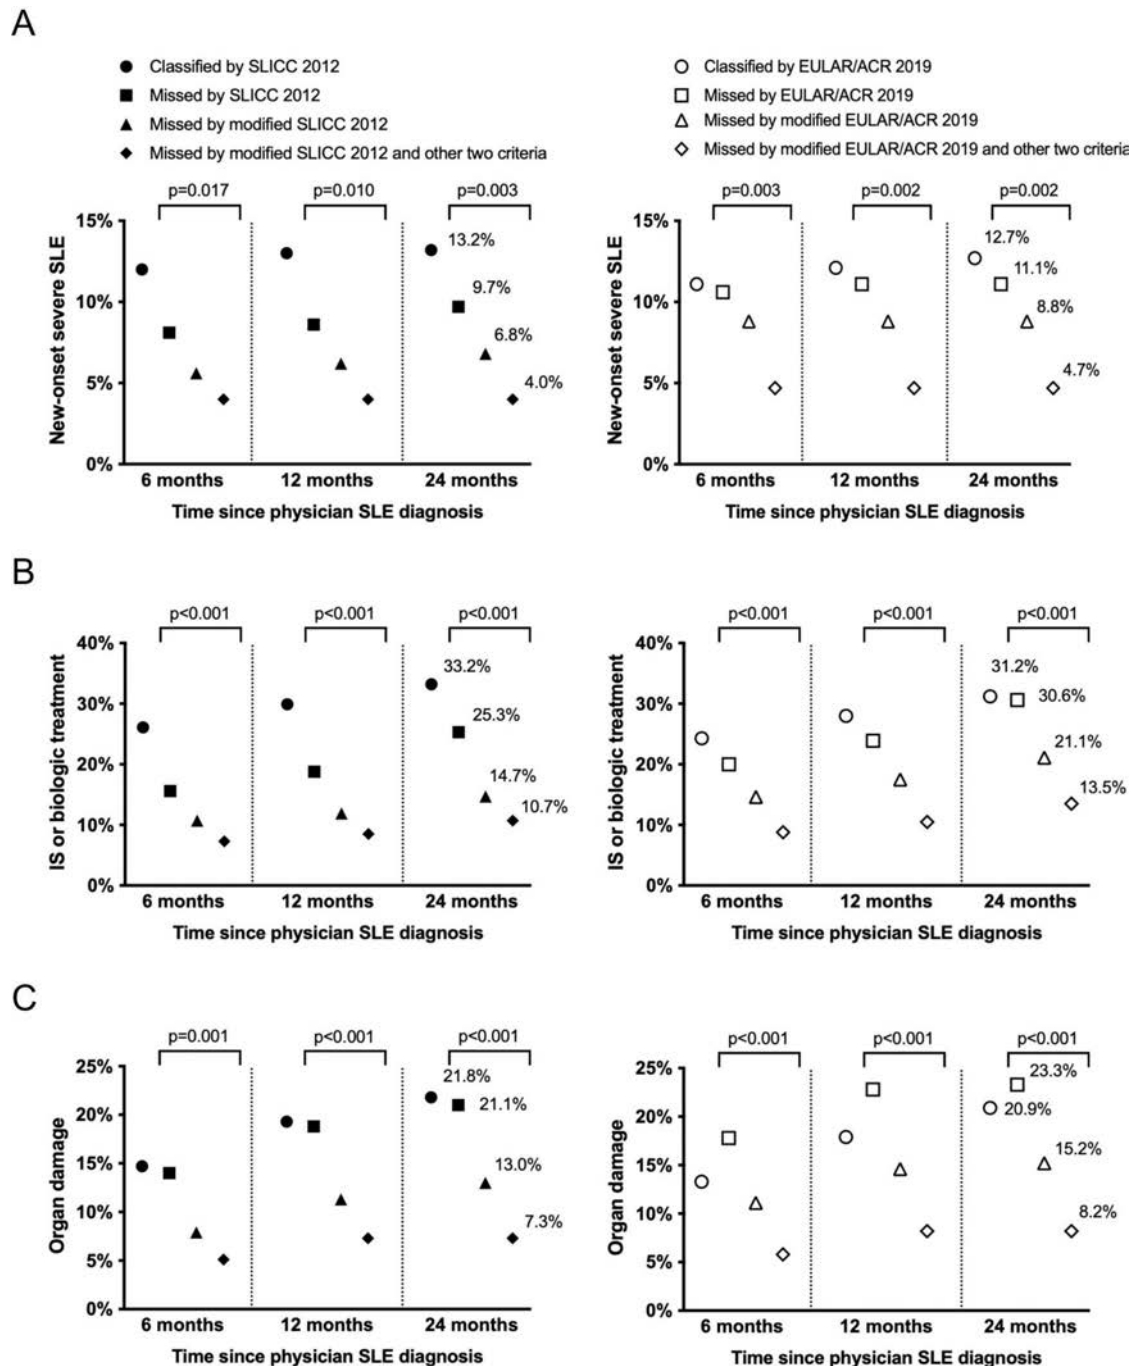 A
Classified by SLICC 2012
Missed by SLICC 2012
Missed by modified SLICC 2012
Missed by modified SLICC 2012 and other two criteria
p=0.017
p=0.010
p=0.003
New-onset severe SLE
15%
10%
5%
0%
13.2%
9.7%
6.8%
4.0%
6 months
12 months
24 months
Time since physician SLE diagnosis
Classified by EULAR/ACR 2019
Missed by EULAR/ACR 2019
Missed by modified EULAR/ACR 2019
Missed by modified EULAR/ACR 2019 and other two criteria
p=0.003
p=0.002
p=0.002
New-onset severe SLE
15%
10%
5%
0%
12.7%
11.1%
8.8%
4.7%
6 months
12 months
24 months
Time since physician SLE diagnosis
B
p<0.001
p<0.001
p<0.001
IS or biologic treatment
40%
30%
20%
10%
0%
33.2%
25.3%
14.7%
10.7%
6 months
12 months
24 months
Time since physician SLE diagnosis
p<0.001
p<0.001
p<0.001
IS or biologic treatment
40%
30%
20%
10%
0%
31.2%
30.6%
21.1%
13.5%
6 months
12 months
24 months
Time since physician SLE diagnosis
C
p=0.001
p<0.001
p<0.001
Organ damage
25%
20%
15%
10%
5%
0%
21.8%
21.1%
13.0%
7.3%
6 months
12 months
24 months
Time since physician SLE diagnosis
p<0.001
p<0.001
p<0.001
Organ damage
25%
20%
15%
10%
5%
0%
23.3%
20.9%
15.2%
8.2%
6 months
12 months
24 months
Time since physician SLE diagnosis